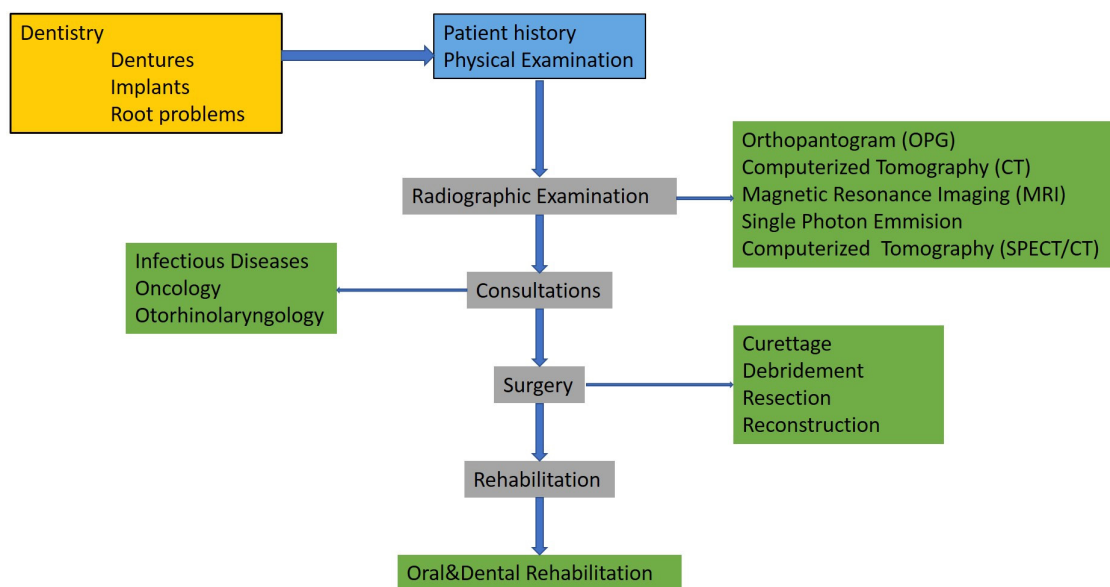 Dentistry
Dentures
Implants
Root problems
Patient history
Physical Examination
Radiographic Examination
Orthopantogram (OPG)
Computerized Tomography (CT)
Magnetic Resonance Imaging (MRI)
Single Photon Emmision
Computerized Tomography (SPECT/CT)
Infectious Diseases
Oncology
Otorhinolaryngology
Consultations
Surgery
Curettage
Debridement
Resection
Reconstruction
Rehabilitation
Oral&Dental Rehabilitation